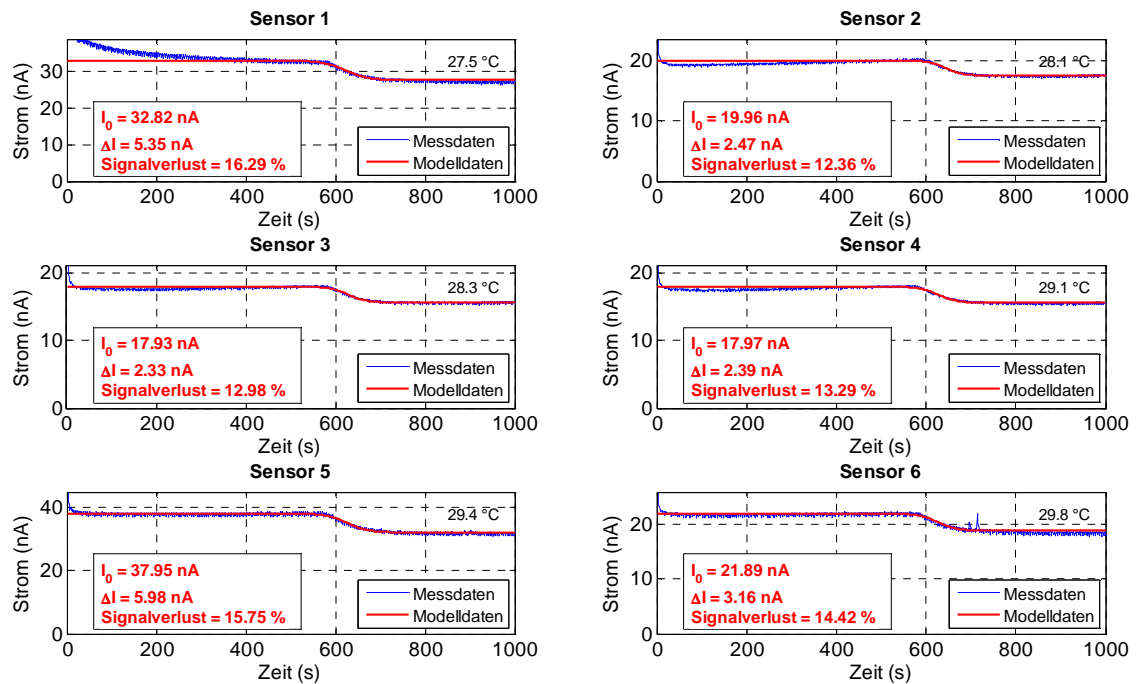 Sensor 1
Strom (nA)
30
20
10
0
27.5 °C
I0 = 32.82 nA
ΔI = 5.35 nA
Signalverlust = 16.29 %
Messdaten
Modelldaten
0 200 400 600 800 1000
Zeit (s)
Sensor 2
Strom (nA)
20
10
0
28.1 °C
I0 = 19.96 nA
ΔI = 2.47 nA
Signalverlust = 12.36 %
Messdaten
Modelldaten
0 200 400 600 800 1000
Zeit (s)
Sensor 3
Strom (nA)
20
10
0
28.3 °C
I0 = 17.93 nA
ΔI = 2.33 nA
Signalverlust = 12.98 %
Messdaten
Modelldaten
0 200 400 600 800 1000
Zeit (s)
Sensor 4
Strom (nA)
20
10
0
29.1 °C
I0 = 17.97 nA
ΔI = 2.39 nA
Signalverlust = 13.29 %
Messdaten
Modelldaten
0 200 400 600 800 1000
Zeit (s)
Sensor 5
Strom (nA)
40
20
0
29.4 °C
I0 = 37.95 nA
ΔI = 5.98 nA
Signalverlust = 15.75 %
Messdaten
Modelldaten
0 200 400 600 800 1000
Zeit (s)
Sensor 6
Strom (nA)
20
10
0
29.8 °C
I0 = 21.89 nA
ΔI = 3.16 nA
Signalverlust = 14.42 %
Messdaten
Modelldaten
0 200 400 600 800 1000
Zeit (s)